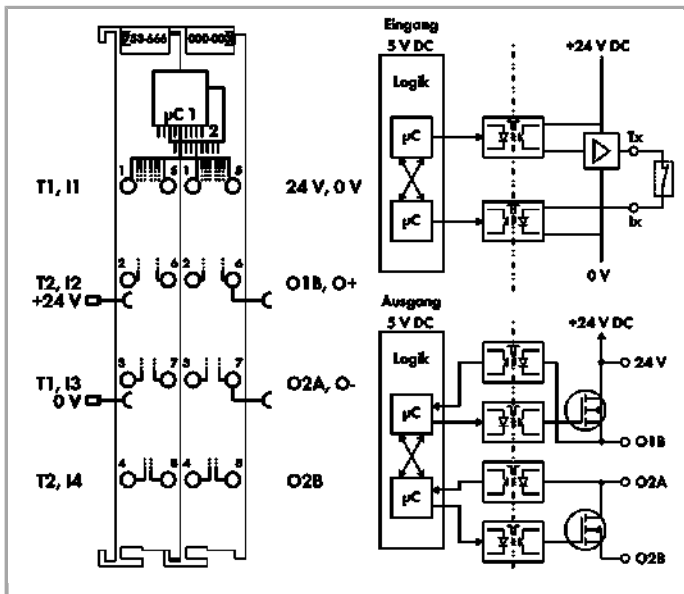 53-666 000-00
µC 1
2
1 5 1 5
T1, I1
24 V, 0 V
2 6 2 6
T2, I2
+24 V
O1B, O+
3 7 3 7
T1, I3
0 V
O2A, O-
4 8 4 8
T2, I4
O2B
Eingang
5 V DC
+24 V DC
Logik
µC
Tx
µC
Ix
0 V
Ausgang
5 V DC
+24 V DC
Logik
24 V
µC
O1B
O2A
µC
O2B